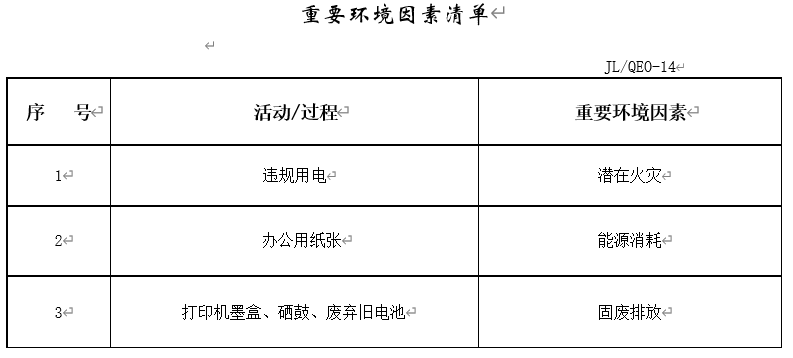 重要环境因素清单
JL/QEO-14
序 号 活动/过程 重要环境因素
1 违规用电 潜在火灾
2 办公用纸张 能源消耗
3 打印机墨盒、硒鼓、废弃旧电池 固废排放